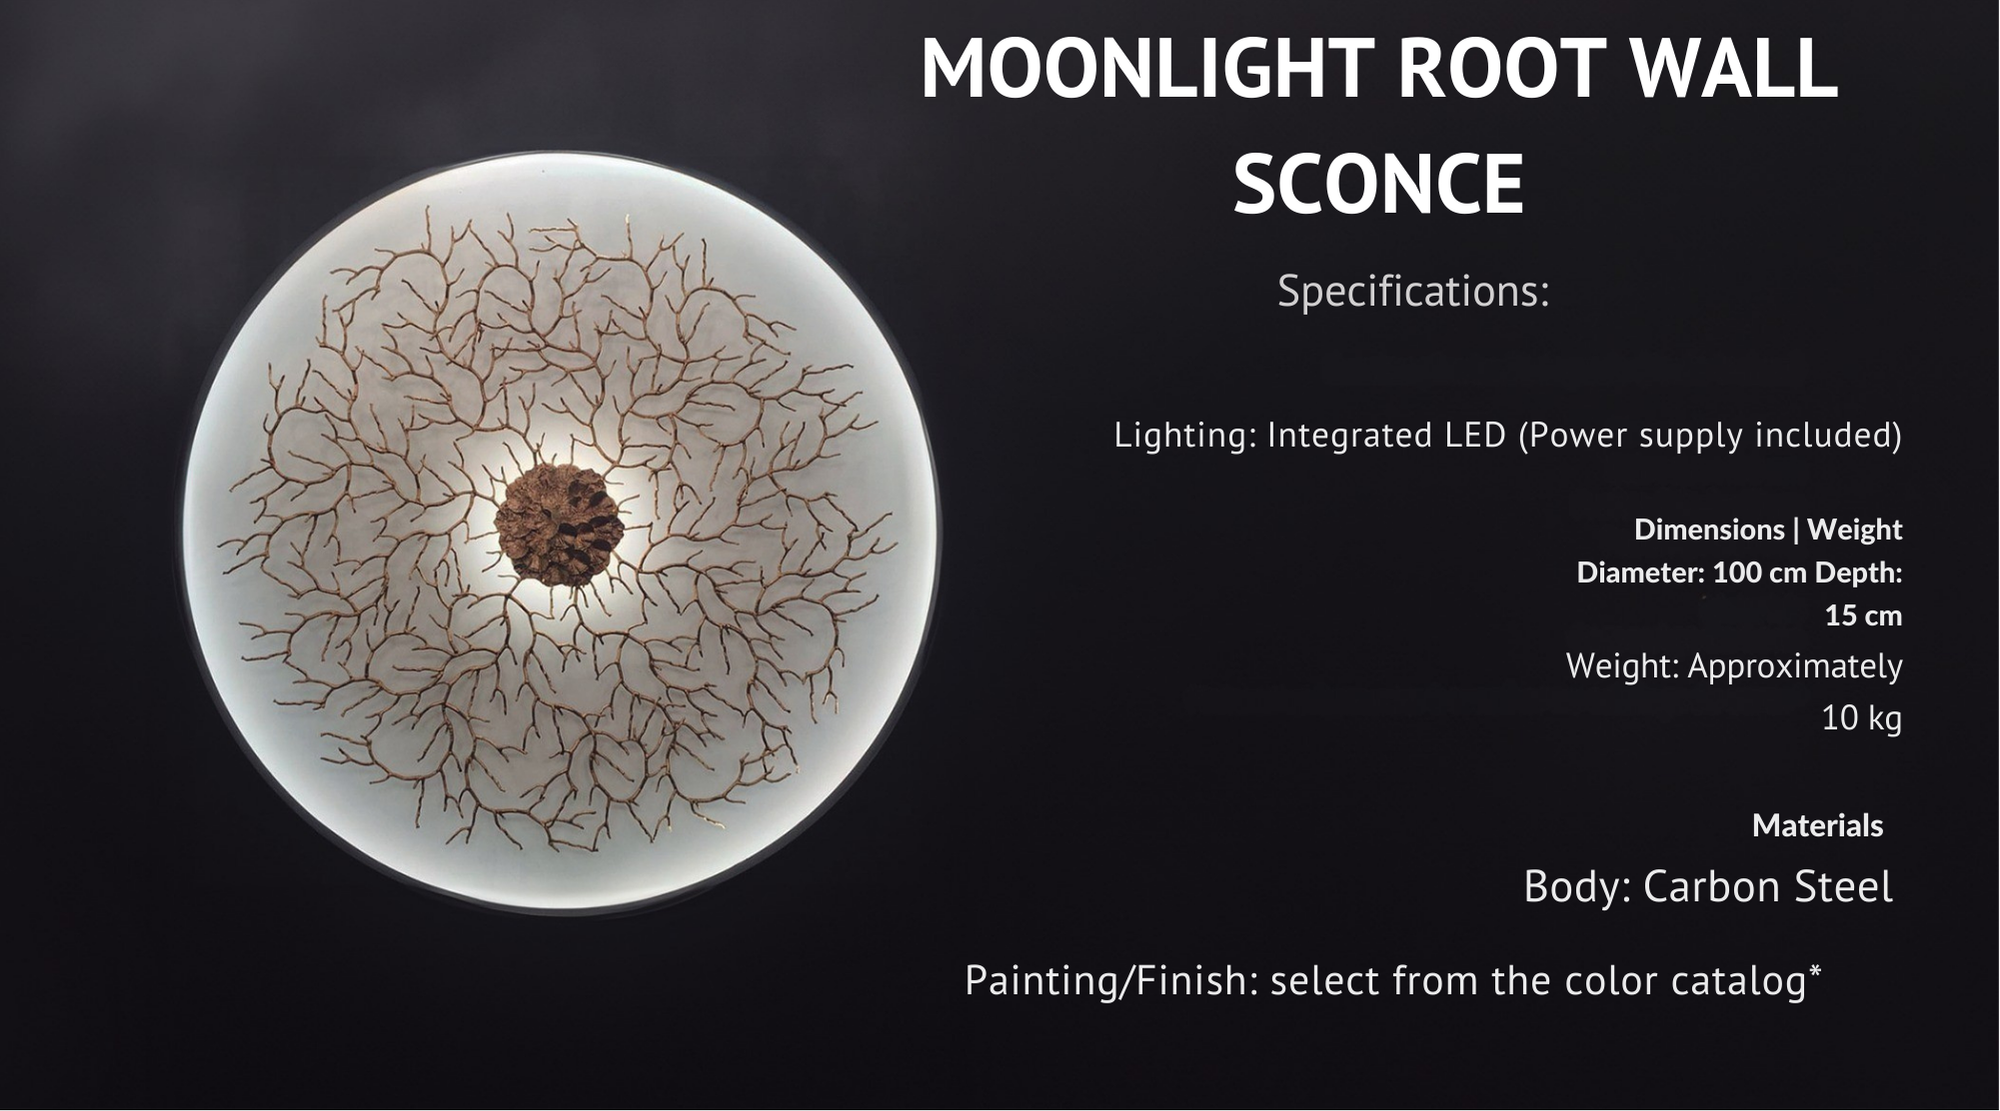 MOONLIGHT ROOT WALL
SCONCE
Specifications:
Lighting: Integrated LED (Power supply included)
Dimensions | Weight
Diameter: 100 cm Depth:
15 cm
Weight: Approximately
10 kg
Materials
Body: Carbon Steel
Painting/Finish: select from the color catalog*